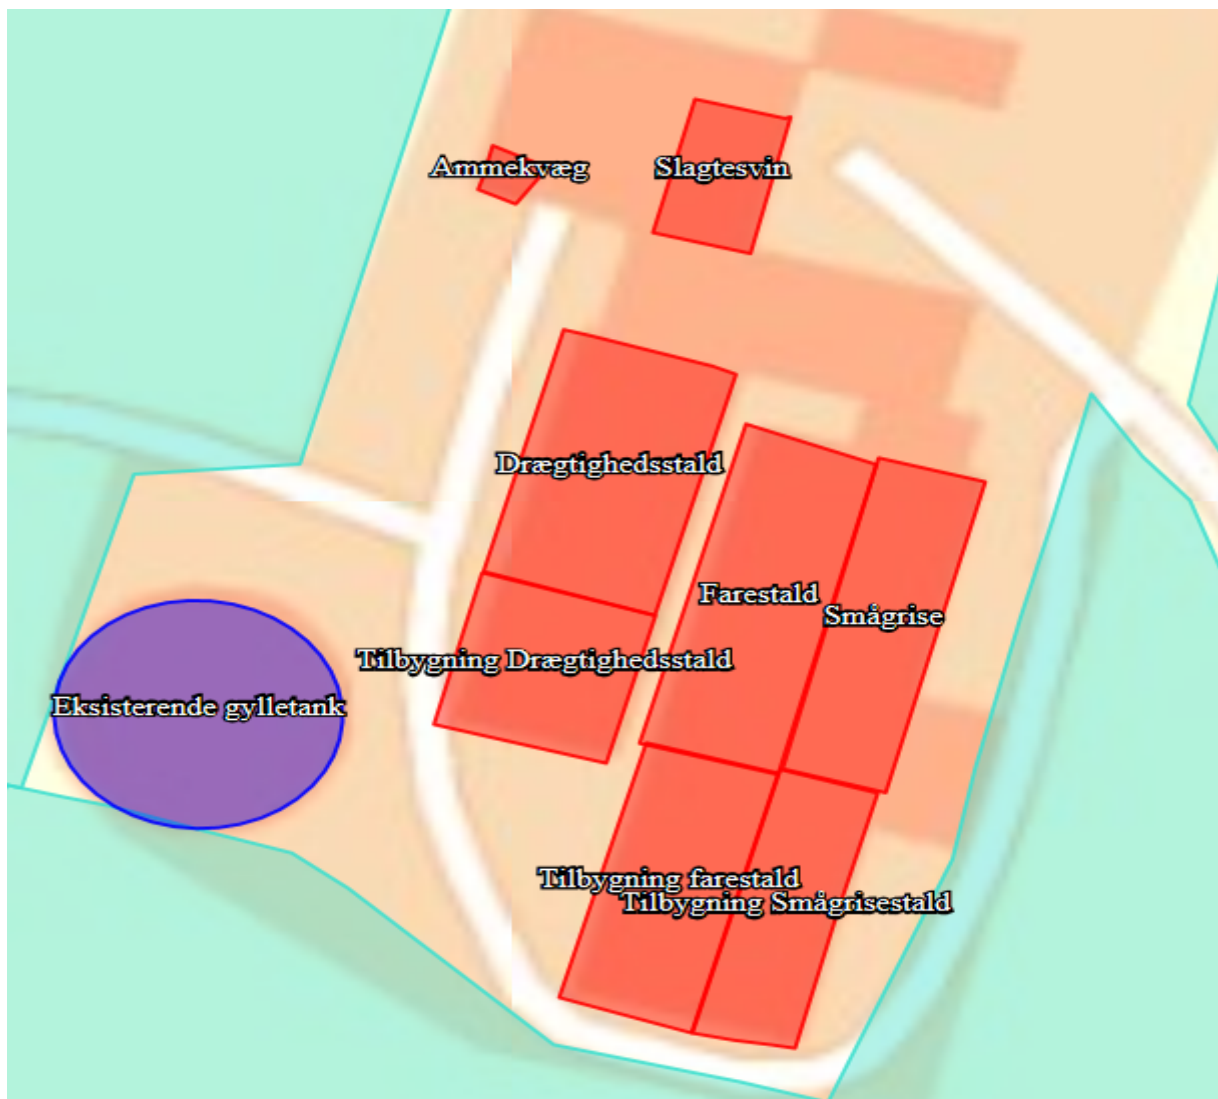 Ammekvæg
Slagtesvin
Drægtighedsstald
Farestald
Smågrise
Tilbygning Drægtighedsstald
Eksisterende gylletank
Tilbygning farestald
Tilbygning Smågrisestald